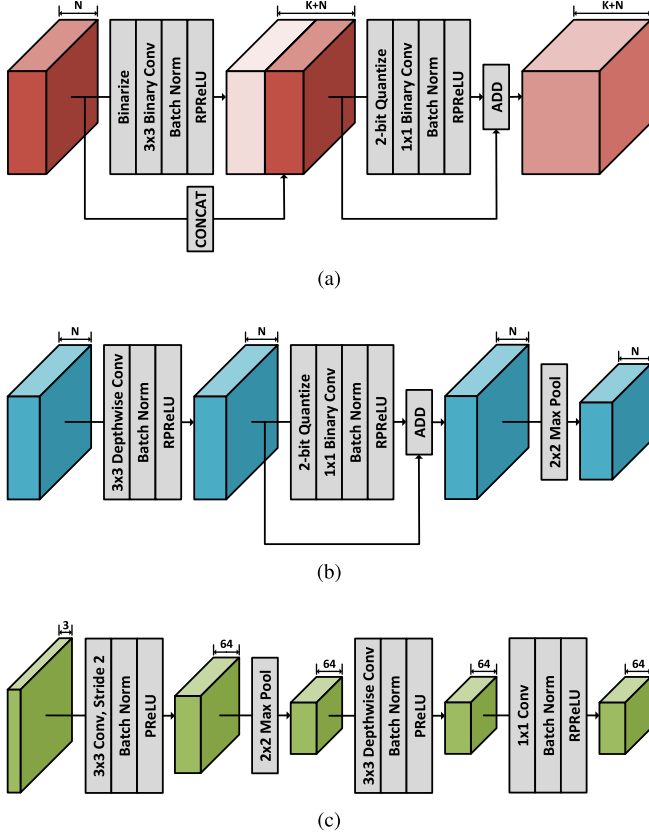 N
K+N
K+N
Binarize
3x3 Binary Conv
Batch Norm
RPReLU
2-bit Quantize
1x1 Binary Conv
Batch Norm
RPReLU
ADD
CONCAT
(a)
N
N
N
N
3x3 Depthwise Conv
Batch Norm
RPReLU
2-bit Quantize
1x1 Binary Conv
Batch Norm
RPReLU
ADD
2x2 Max Pool
(b)
3
64
64
64
64
3x3 Conv, Stride 2
Batch Norm
PReLU
2x2 Max Pool
3x3 Depthwise Conv
Batch Norm
PReLU
1x1 Conv
Batch Norm
RPReLU
(c)